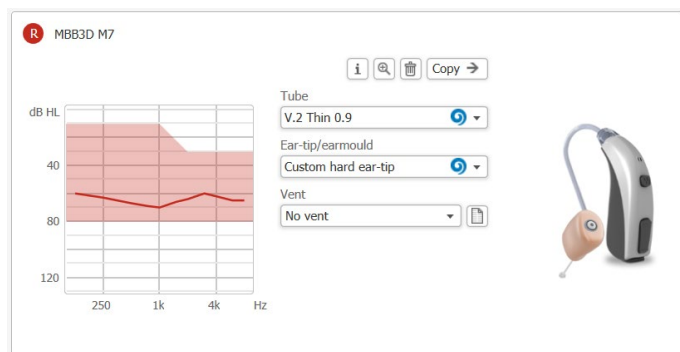 R MBB3D M7
i Copy →
Tube
V.2 Thin 0.9
Ear-tip/earmould
Custom hard ear-tip
Vent
No vent
dB HL
40
80
120
250 1k 4k Hz